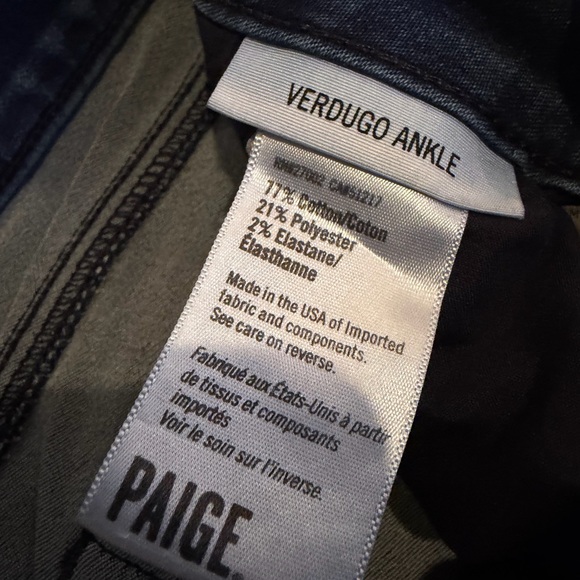 VERDUGO ANKLE
CA#51217
77% Cotton/Coton
21% Polyester
2% Elastane/
Élasthanne
Made in the USA of Imported
fabric and components.
See care on reverse.
Fabriqué aux États-Unis à partir
de tissus et composants
importés
Voir le soin sur l'inverse.
PAIGE.